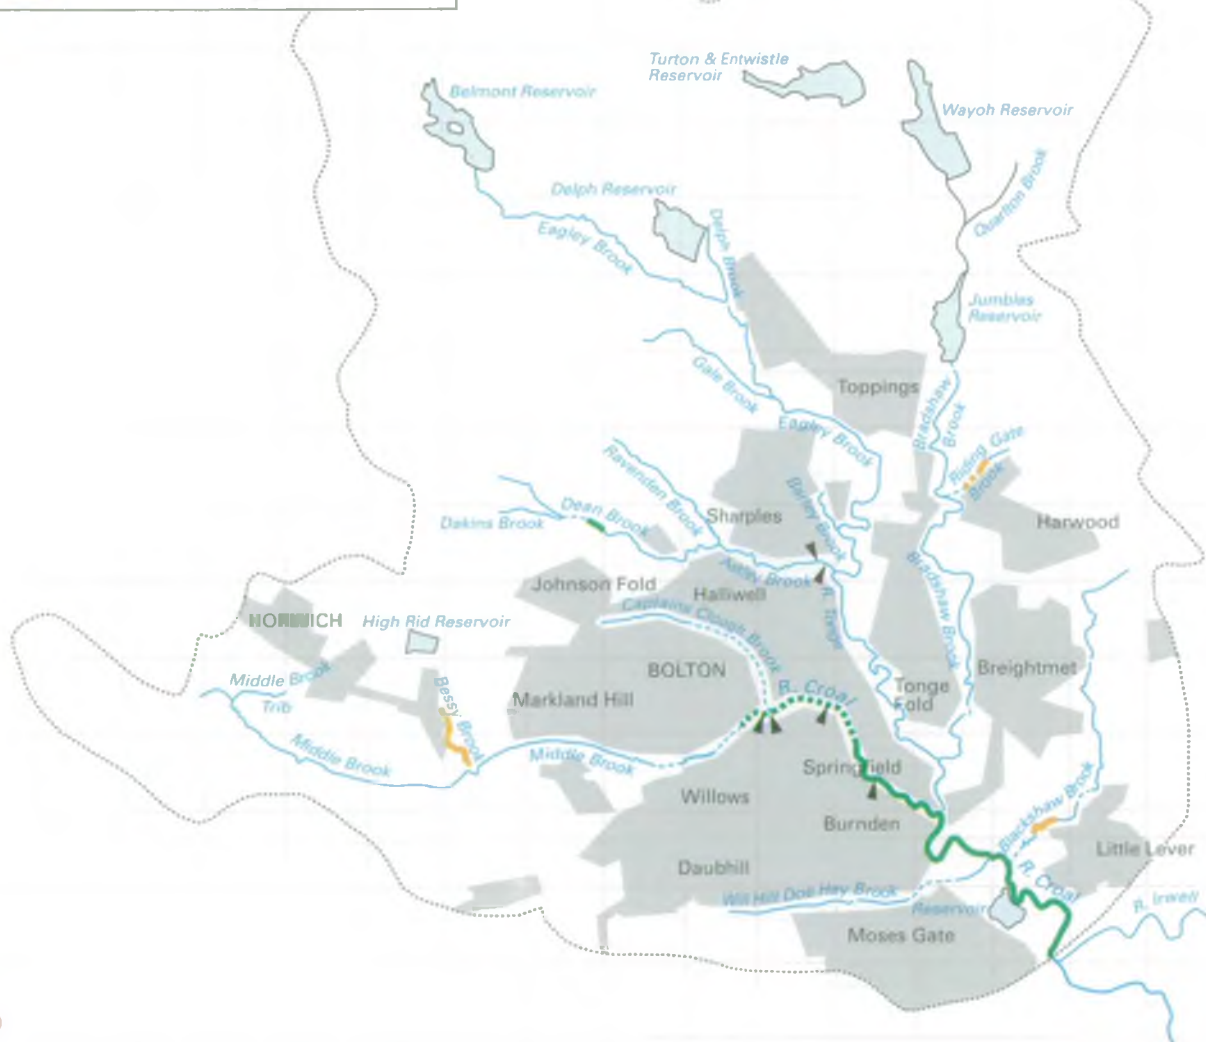 Turton & Entwistle
Reservoir
Belmont Reservoir
Wayoh Reservoir
Quarlton Brook
Delph Reservoir
Delph Brook
Eagley Brook
Jumbles
Reservoir
Gale Brook
Toppings
Bradshaw
Brook
Eagley Brook
Riding Gate
Brook
Ravenden Brook
Barley Brook
Dean Brook
Dakins Brook
Sharples
Harwood
Astley Brook
Bradshaw Brook
Johnson Fold
Halliwell
R. Tonge
Captains Clough Brook
HORWICH
High Rid Reservoir
BOLTON
Breightmet
Middle Brook
Trib
Bessy Brook
Markland Hill
R. Croal
Tonge
Fold
Middle Brook
Middle Brook
Springfield
Willows
Burnden
Blackshaw Brook
Little Lever
Daubhill
R. Croal
Will Hill Doe Hey Brook
Reservoir
R. Irwell
Moses Gate